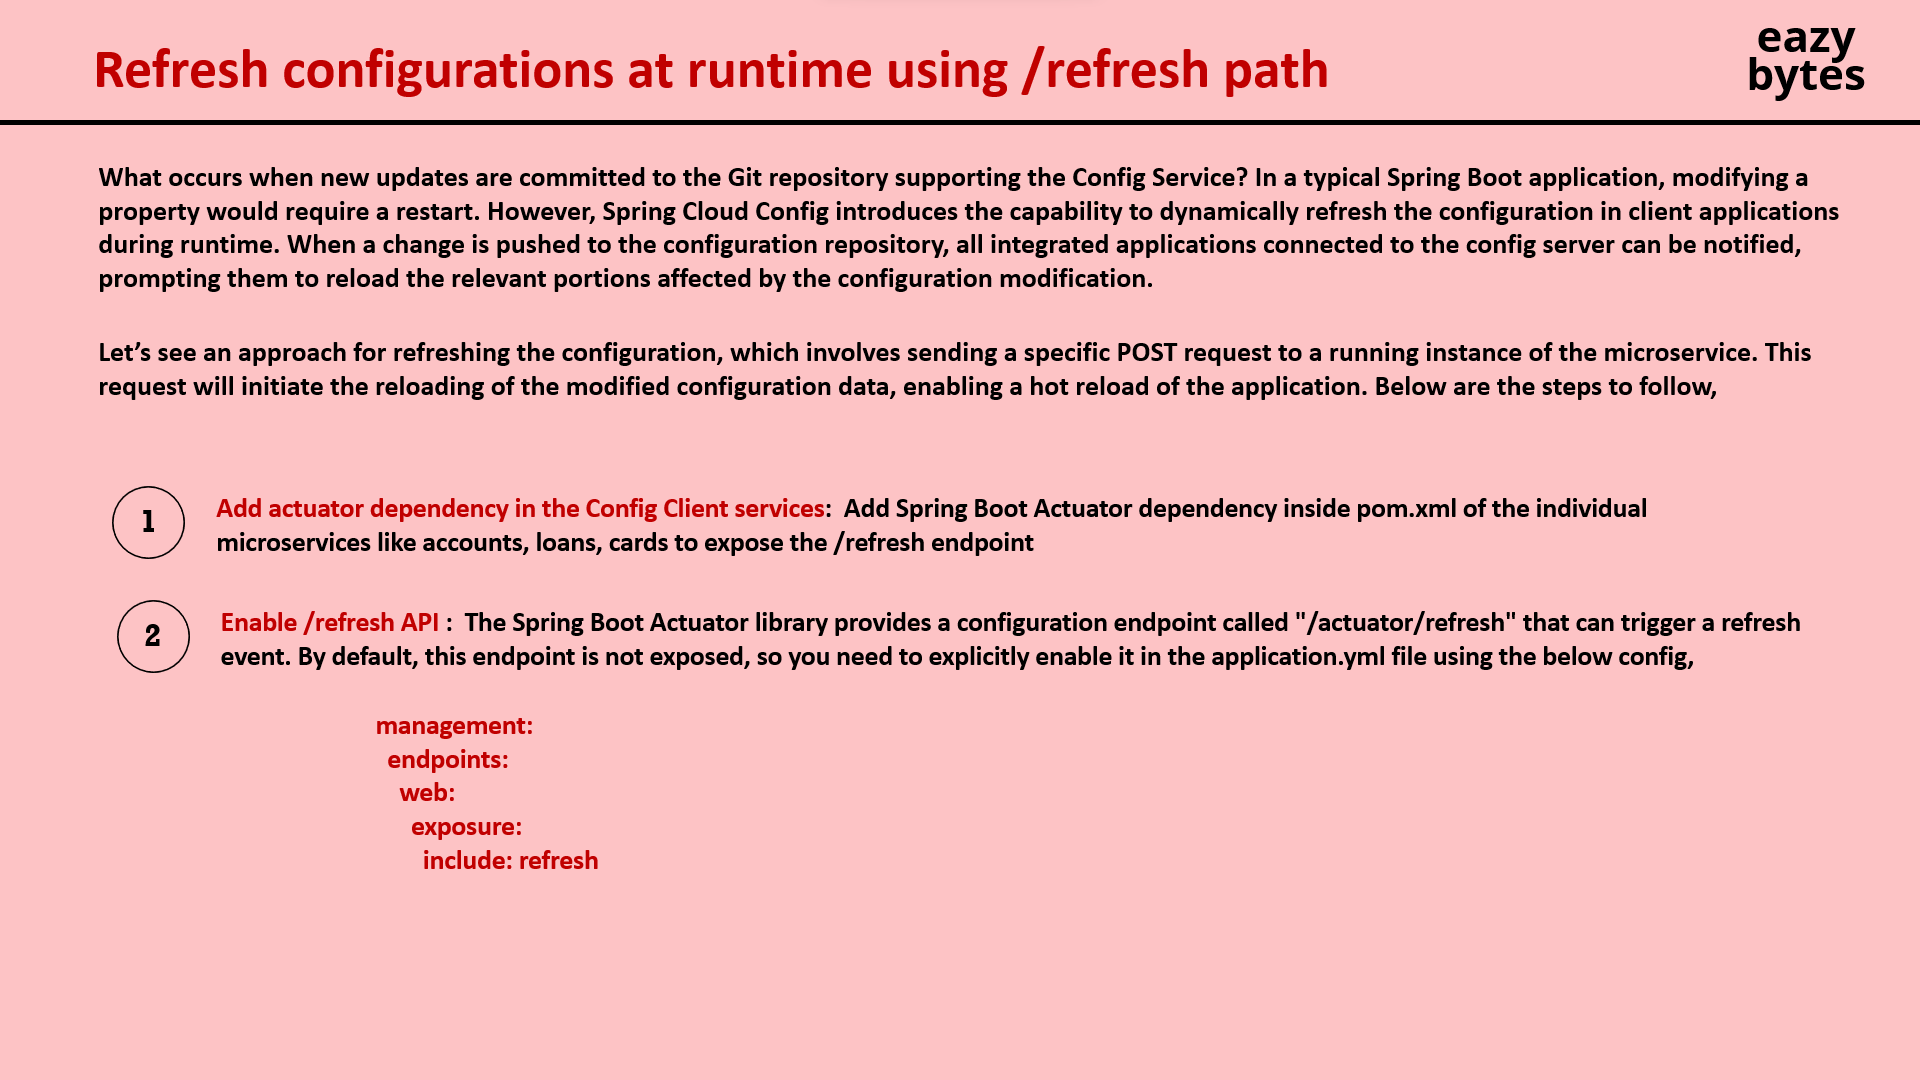 Refresh configurations at runtime using /refresh path
eazy
bytes
What occurs when new updates are committed to the Git repository supporting the Config Service? In a typical Spring Boot application, modifying a
property would require a restart. However, Spring Cloud Config introduces the capability to dynamically refresh the configuration in client applications
during runtime. When a change is pushed to the configuration repository, all integrated applications connected to the config server can be notified,
prompting them to reload the relevant portions affected by the configuration modification.
Let’s see an approach for refreshing the configuration, which involves sending a specific POST request to a running instance of the microservice. This
request will initiate the reloading of the modified configuration data, enabling a hot reload of the application. Below are the steps to follow,
1
Add actuator dependency in the Config Client services:  Add Spring Boot Actuator dependency inside pom.xml of the individual
microservices like accounts, loans, cards to expose the /refresh endpoint
2
Enable /refresh API :  The Spring Boot Actuator library provides a configuration endpoint called "/actuator/refresh" that can trigger a refresh
event. By default, this endpoint is not exposed, so you need to explicitly enable it in the application.yml file using the below config,
management:
  endpoints:
    web:
      exposure:
        include: refresh